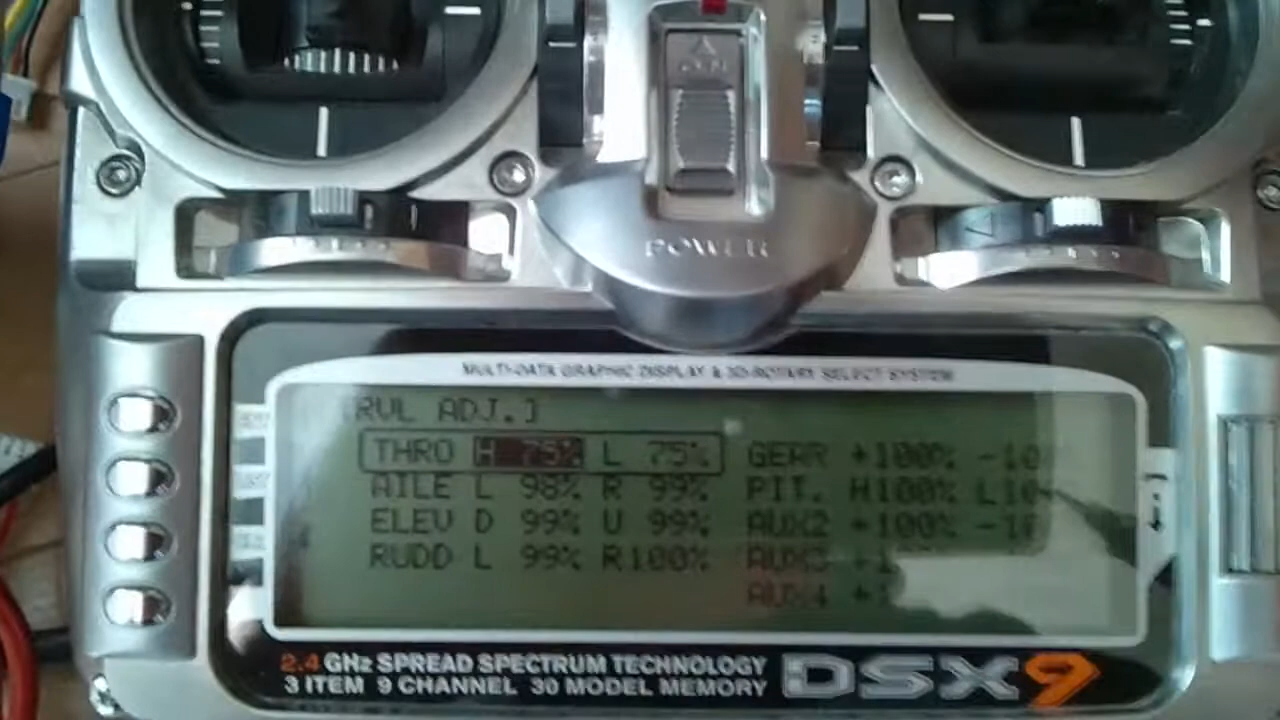 POWER
MULTI-DATA GRAPHIC DISPLAY & 3D-ROTARY SELECT SYSTEM
[RVL ADJ.]
THRO H 75% L 75% GEAR +100% -10
AILE L 98% R 99% PIT. H100% L10
ELEV D 99% U 99% AUX2 +100% -10
RUDD L 99% R100% AUX3 +1
AUX4 +1
2.4 GHz SPREAD SPECTRUM TECHNOLOGY
3 ITEM 9 CHANNEL 30 MODEL MEMORY
DSX9